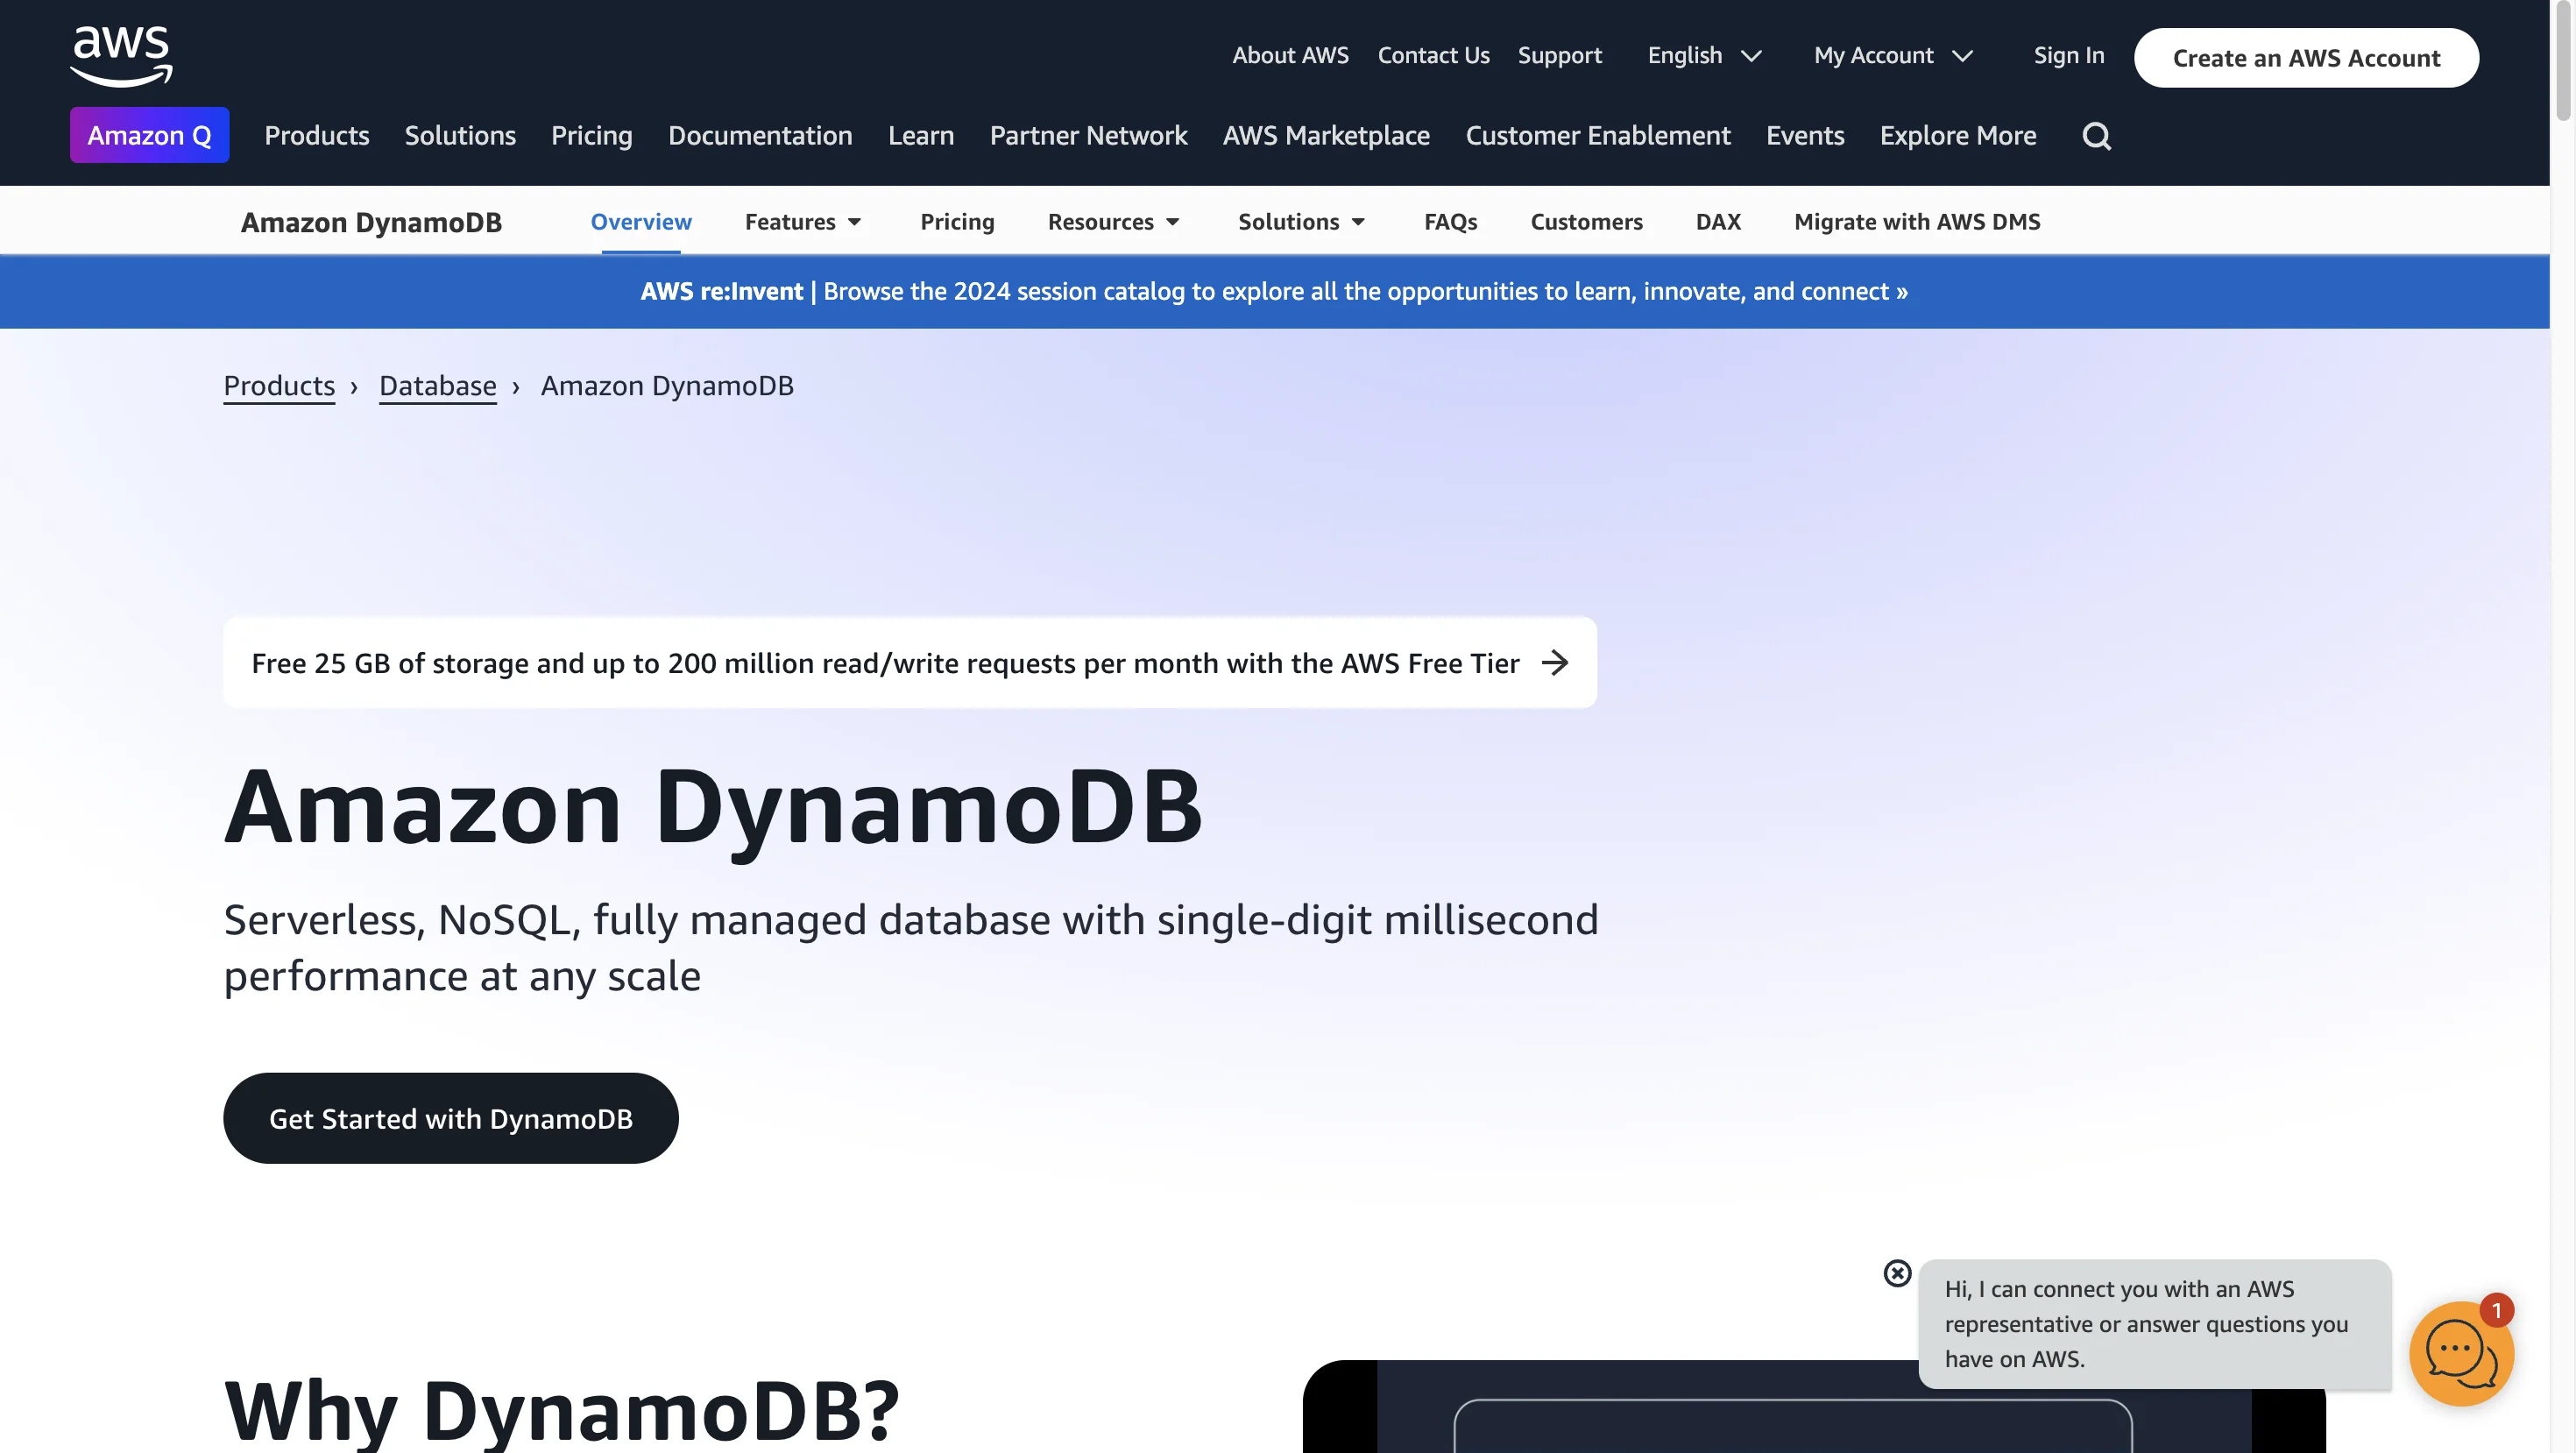 aws
About AWS Contact Us Support English My Account Sign In Create an AWS Account
Amazon Q Products Solutions Pricing Documentation Learn Partner Network AWS Marketplace Customer Enablement Events Explore More
Amazon DynamoDB Overview Features Pricing Resources Solutions FAQs Customers DAX Migrate with AWS DMS
AWS re:Invent | Browse the 2024 session catalog to explore all the opportunities to learn, innovate, and connect »
Products › Database › Amazon DynamoDB
Free 25 GB of storage and up to 200 million read/write requests per month with the AWS Free Tier →
Amazon DynamoDB
Serverless, NoSQL, fully managed database with single-digit millisecond
performance at any scale
Get Started with DynamoDB
Why DynamoDB?
Hi, I can connect you with an AWS
representative or answer questions you
have on AWS.
1